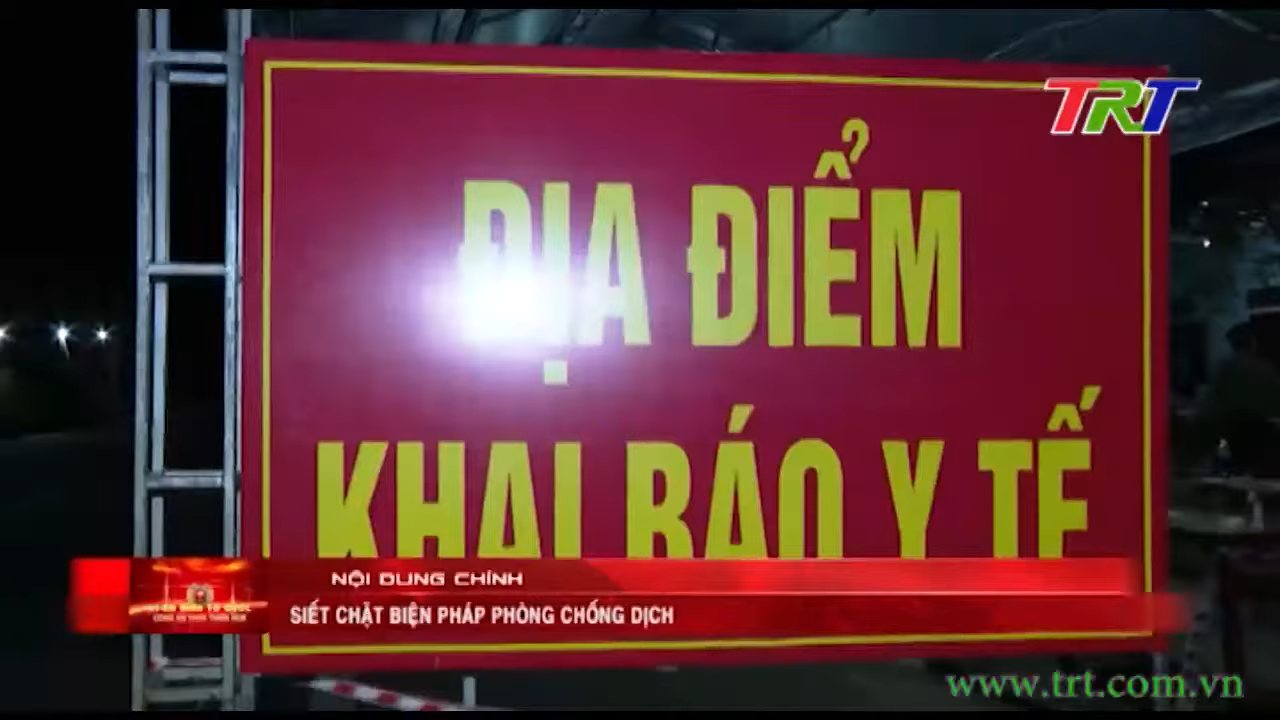 TRT
ĐỊA ĐIỂM
KHAI BÁO Y TẾ
NỘI DUNG CHÍNH
SIẾT CHẶT BIỆN PHÁP PHÒNG CHỐNG DỊCH
www.trt.com.vn